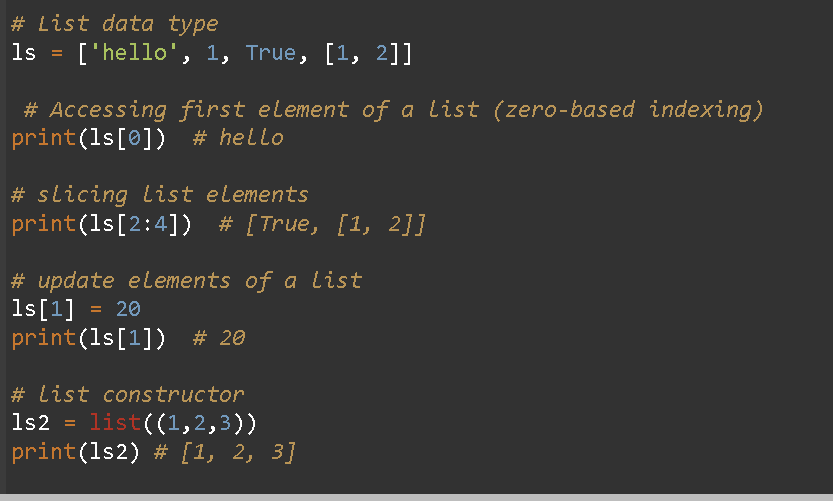 # List data type
ls = ['hello', 1, True, [1, 2]]
# Accessing first element of a list (zero-based indexing)
print(ls[0])  # hello
# slicing list elements
print(ls[2:4])  # [True, [1, 2]]
# update elements of a list
ls[1] = 20
print(ls[1])  # 20
# list constructor
ls2 = list((1,2,3))
print(ls2) # [1, 2, 3]